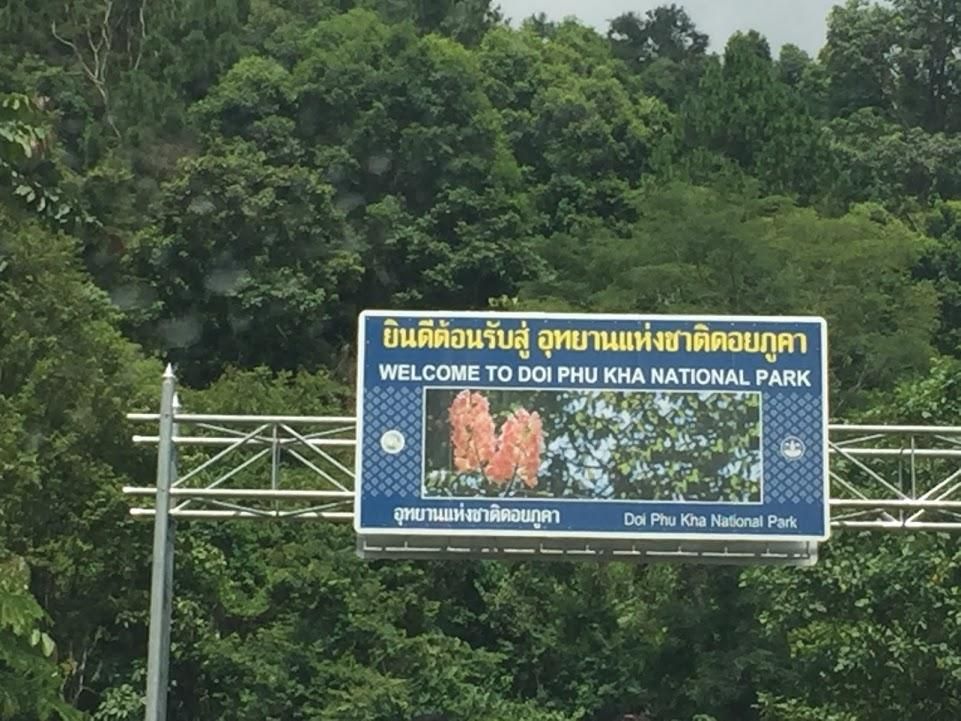 ยินดีต้อนรับสู่ อุทยานแห่งชาติดอยภูคา
WELCOME TO DOI PHU KHA NATIONAL PARK
อุทยานแห่งชาติดอยภูคา
Doi Phu Kha National Park